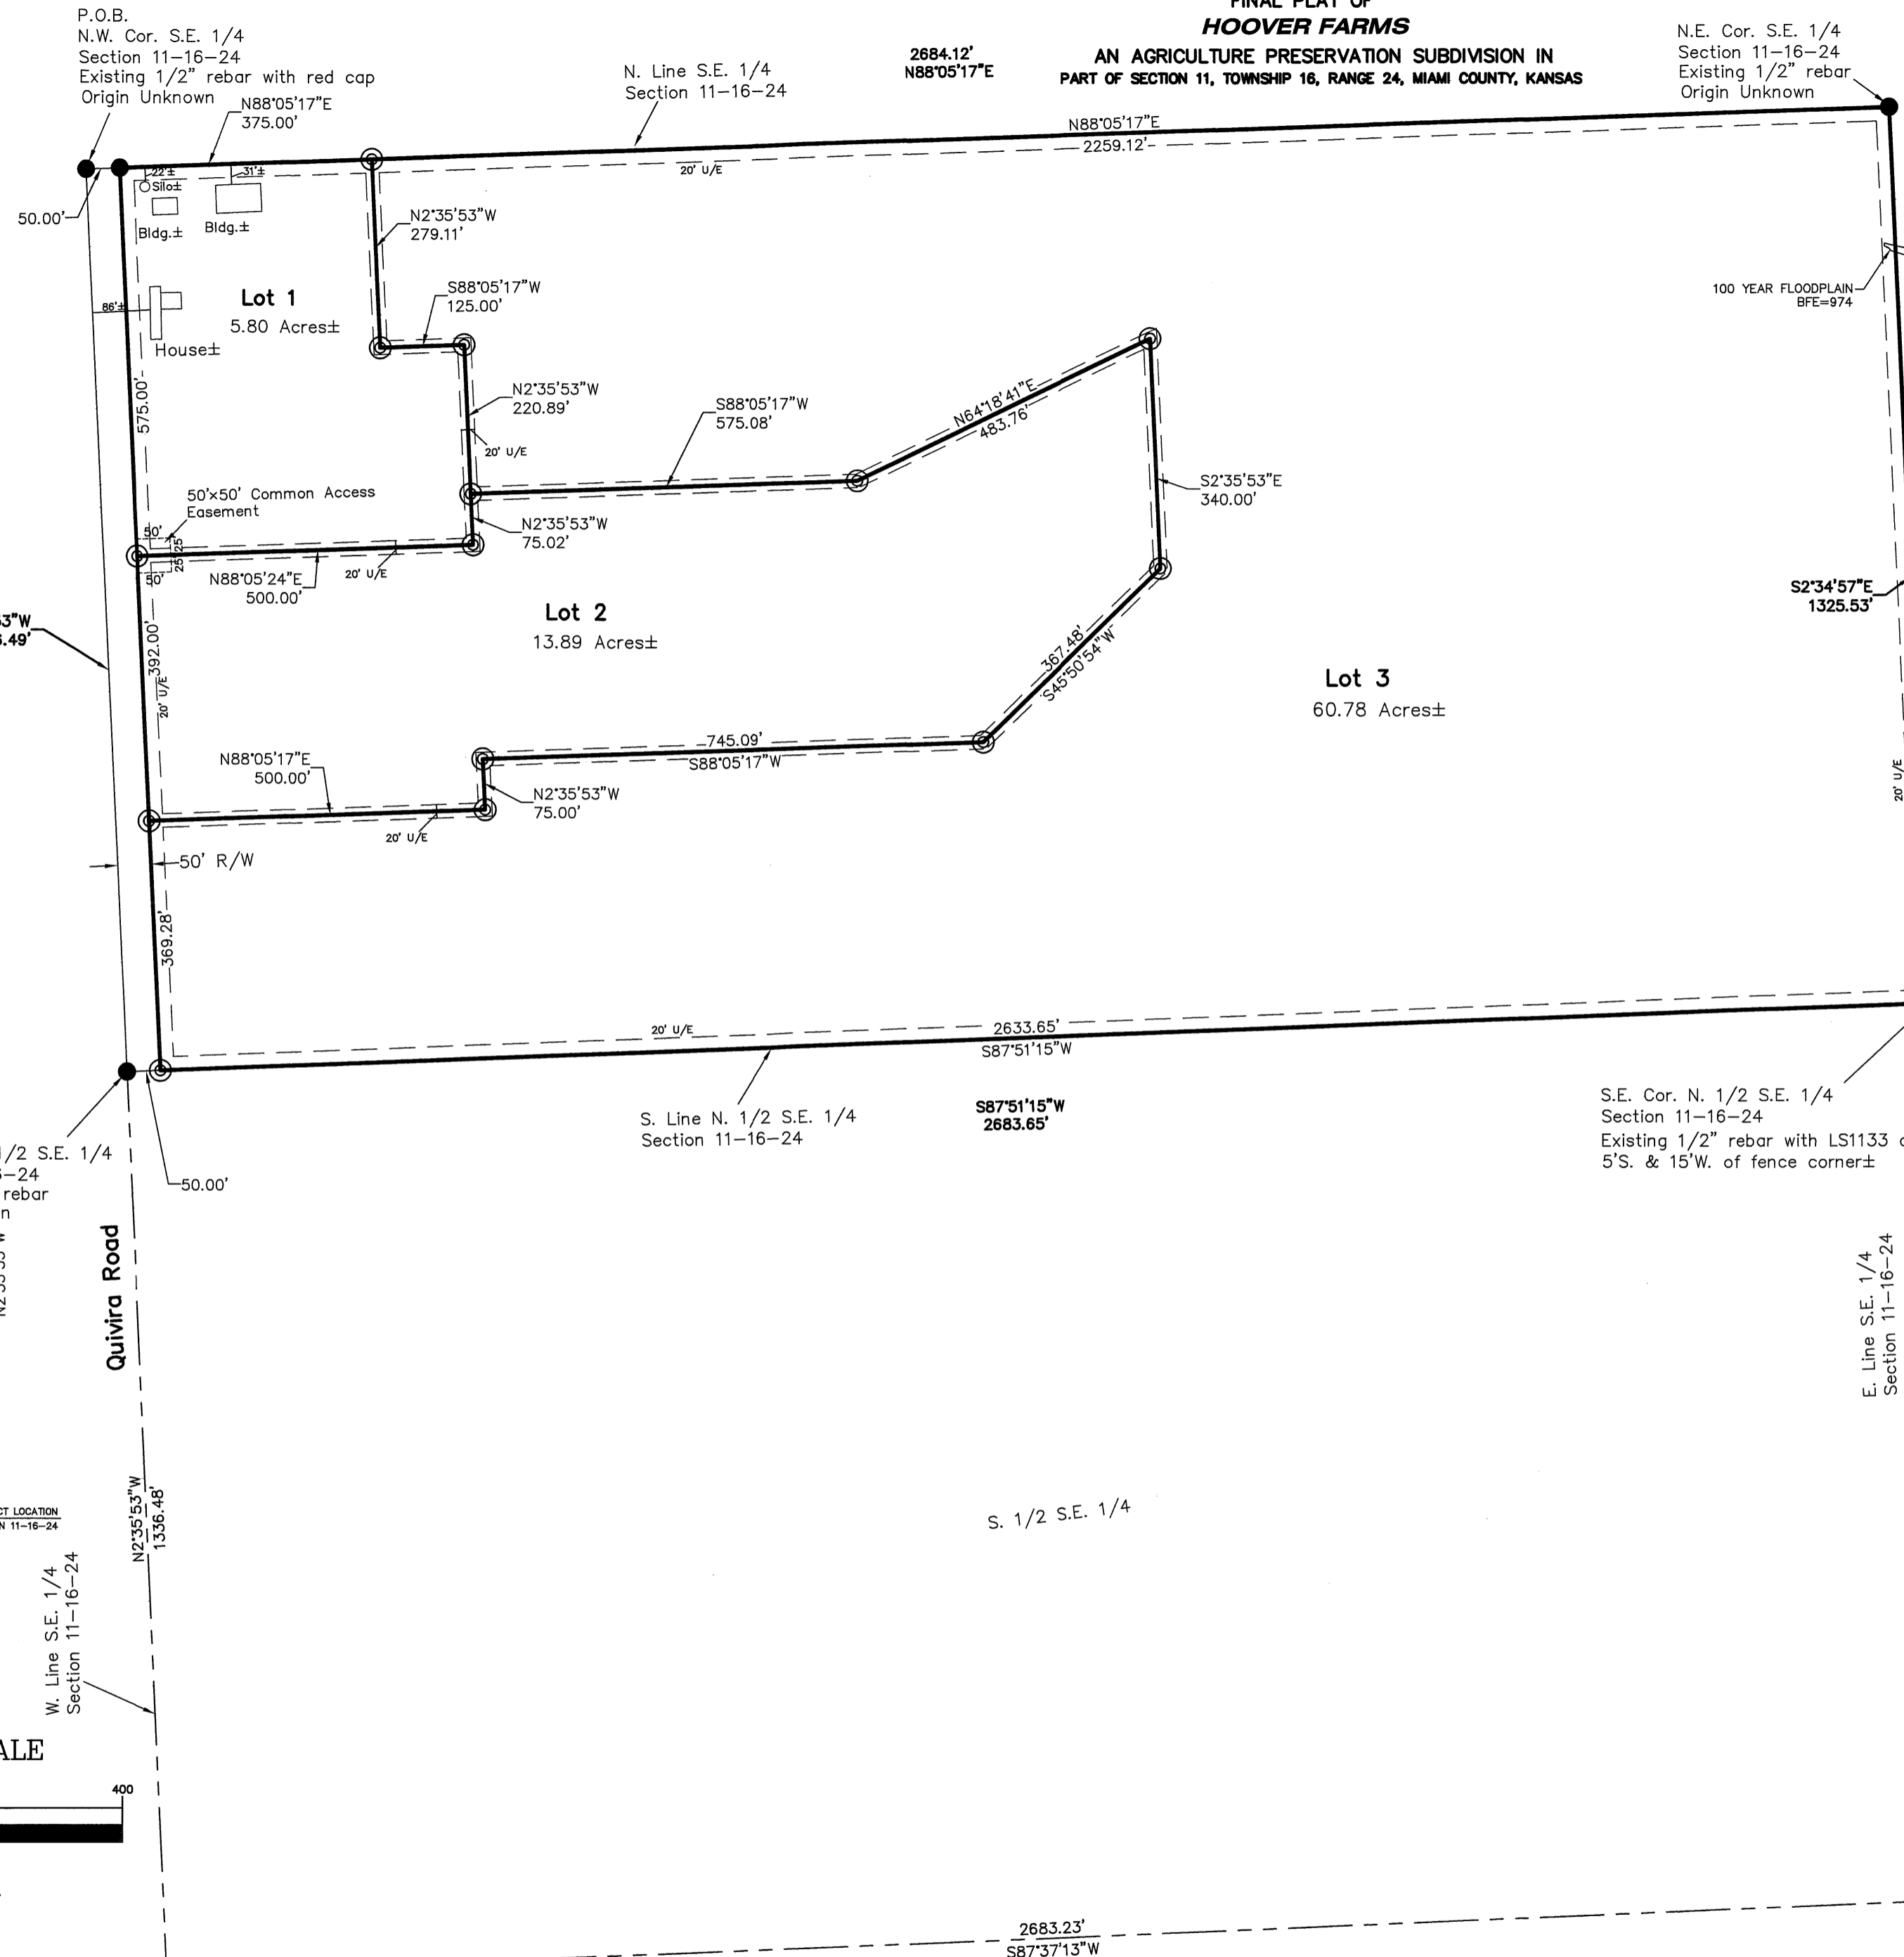 FINAL PLAT OF
HOOVER FARMS
AN AGRICULTURE PRESERVATION SUBDIVISION IN
PART OF SECTION 11, TOWNSHIP 16, RANGE 24, MIAMI COUNTY, KANSAS
P.O.B.
N.W. Cor. S.E. 1/4
Section 11-16-24
Existing 1/2" rebar with red cap
Origin Unknown
N88°05'17"E
375.00'
N. Line S.E. 1/4
Section 11-16-24
2684.12'
N88°05'17"E
N.E. Cor. S.E. 1/4
Section 11-16-24
Existing 1/2" rebar
Origin Unknown
N88°05'17"E
2259.12'
20' U/E
50.00'
22'±
Silo±
31'±
Bldg.±
Bldg.±
N2°35'53"W
279.11'
100 YEAR FLOODPLAIN
BFE=974
86'±
House±
Lot 1
5.80 Acres±
S88°05'17"W
125.00'
575.00'
N2°35'53"W
220.89'
20' U/E
S88°05'17"W
575.08'
N64°18'41"E
483.76'
S2°35'53"E
340.00'
50'×50' Common Access
Easement
50'
25'
25'
50'
N2°35'53"W
75.02'
N88°05'24"E
500.00'
20' U/E
S2°34'57"E
1325.53'
Lot 2
13.89 Acres±
392.00'
20' U/E
367.48'
S45°50'54"W
Lot 3
60.78 Acres±
20' U/E
745.09'
S88°05'17"W
N88°05'17"E
500.00'
N2°35'53"W
75.00'
20' U/E
50' R/W
369.28'
20' U/E
2633.65'
S87°51'15"W
S. Line N. 1/2 S.E. 1/4
Section 11-16-24
S87°51'15"W
2683.65'
S.E. Cor. N. 1/2 S.E. 1/4
Section 11-16-24
Existing 1/2" rebar with LS1133
5'S. & 15'W. of fence corner±
1/2 S.E. 1/4
-24
rebar
50.00'
Quivira Road
E. Line S.E. 1/4
Section 11-16-24
N2°35'53"W
1336.48'
LOCATION
11-16-24
W. Line S.E. 1/4
Section 11-16-24
S. 1/2 S.E. 1/4
400
2683.23'
S87°37'13"W